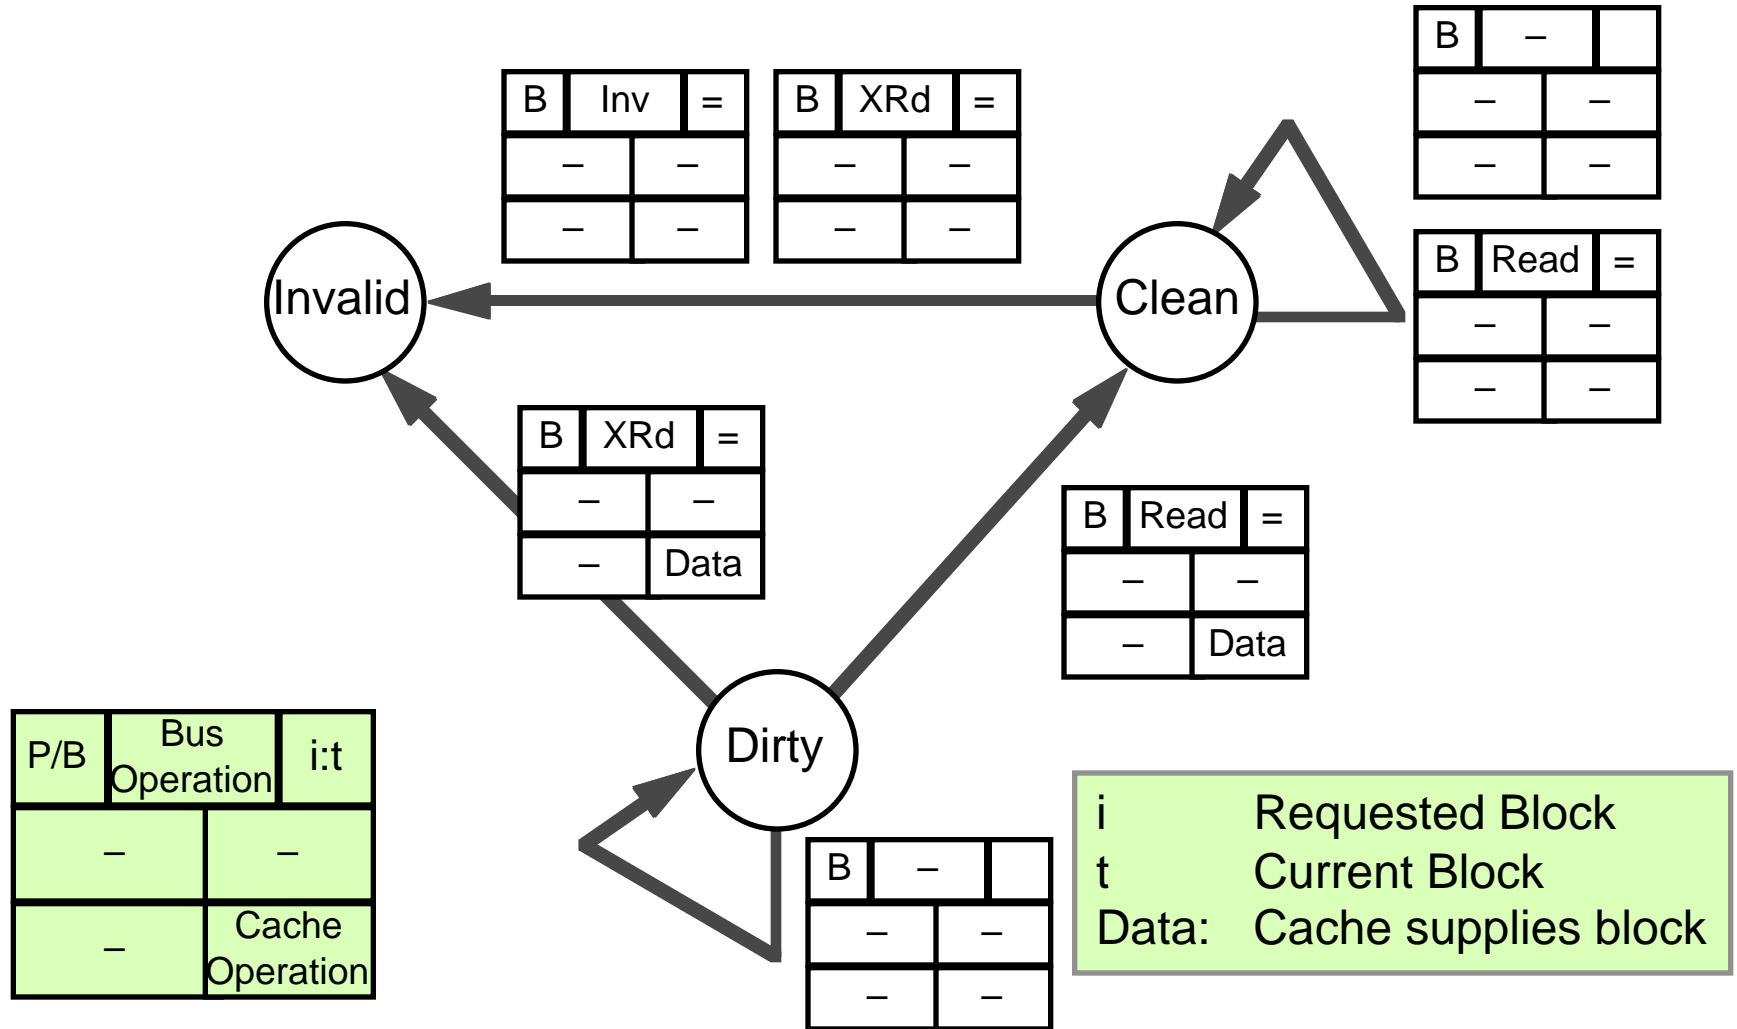 B –
– –
– –
B Inv =
– –
– –
B XRd =
– –
– –
B Read =
– –
– –
Invalid
Clean
B XRd =
– –
– Data
B Read =
– –
– Data
Dirty
P/B Bus Operation i:t
– –
– Cache Operation
B –
– –
– –
i Requested Block
t Current Block
Data: Cache supplies block